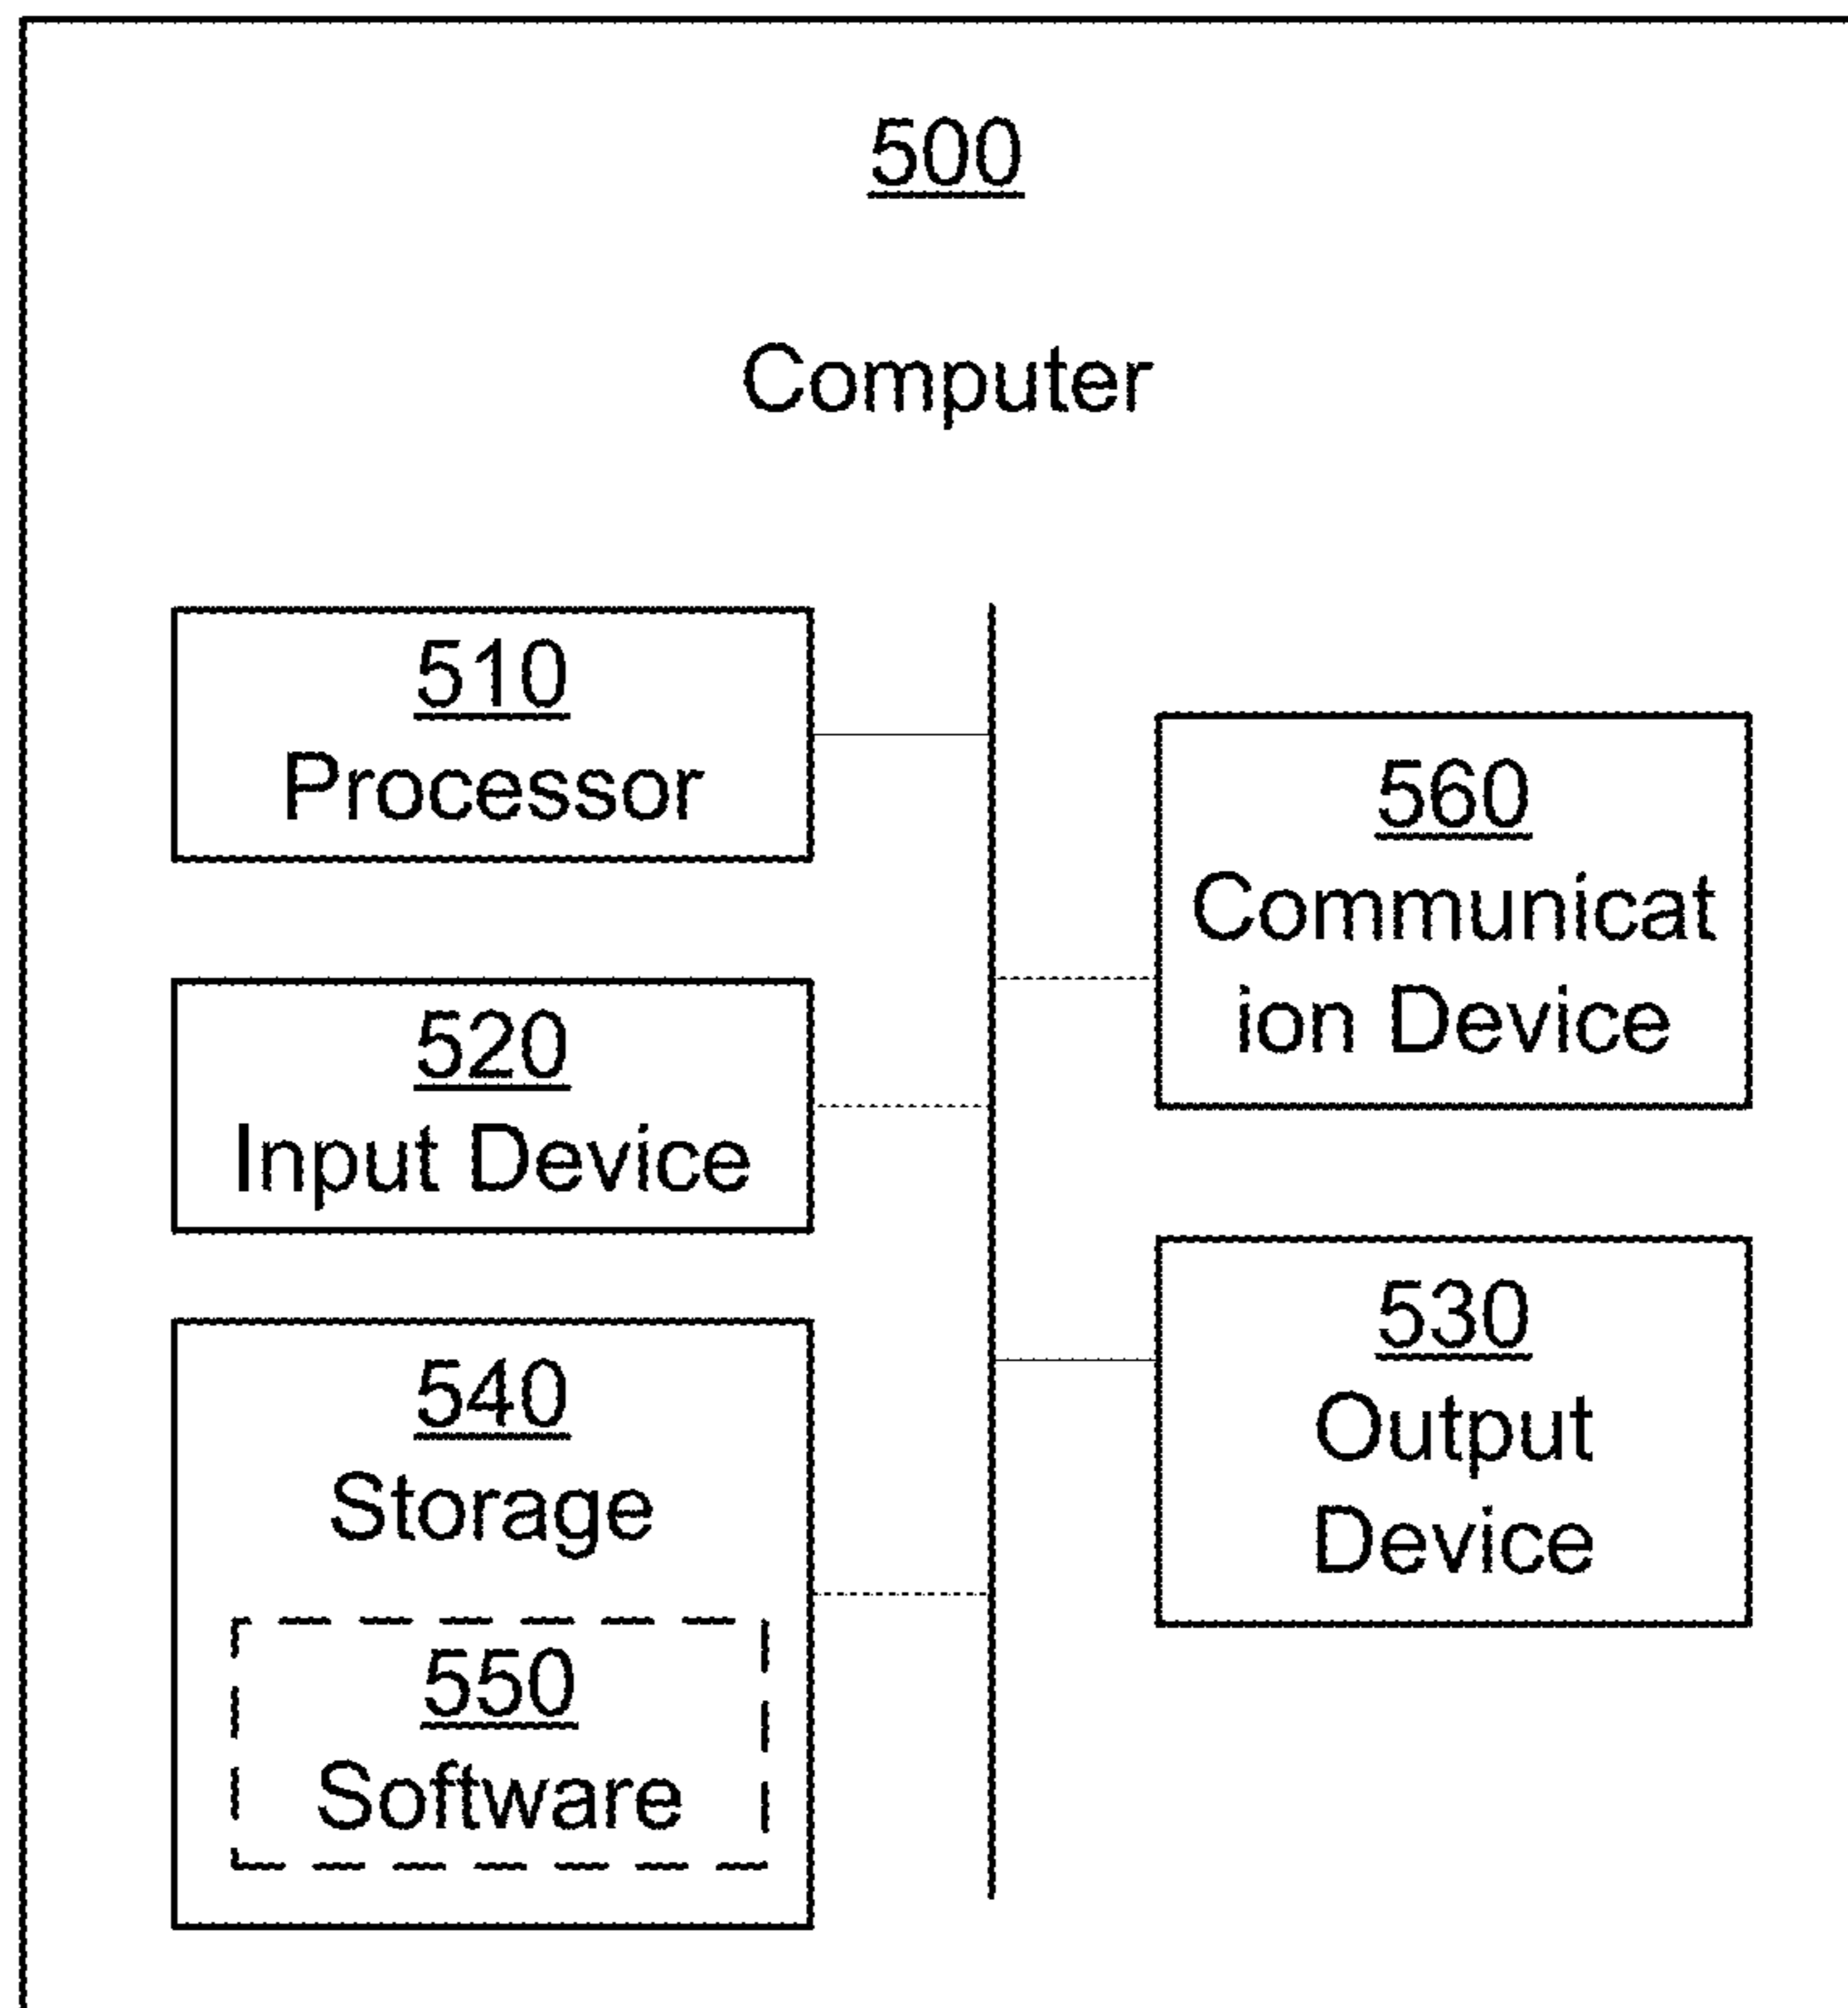 500
Computer
510
Processor
520
Input Device
540
Storage
550
Software
560
Communicat
ion Device
530
Output
Device